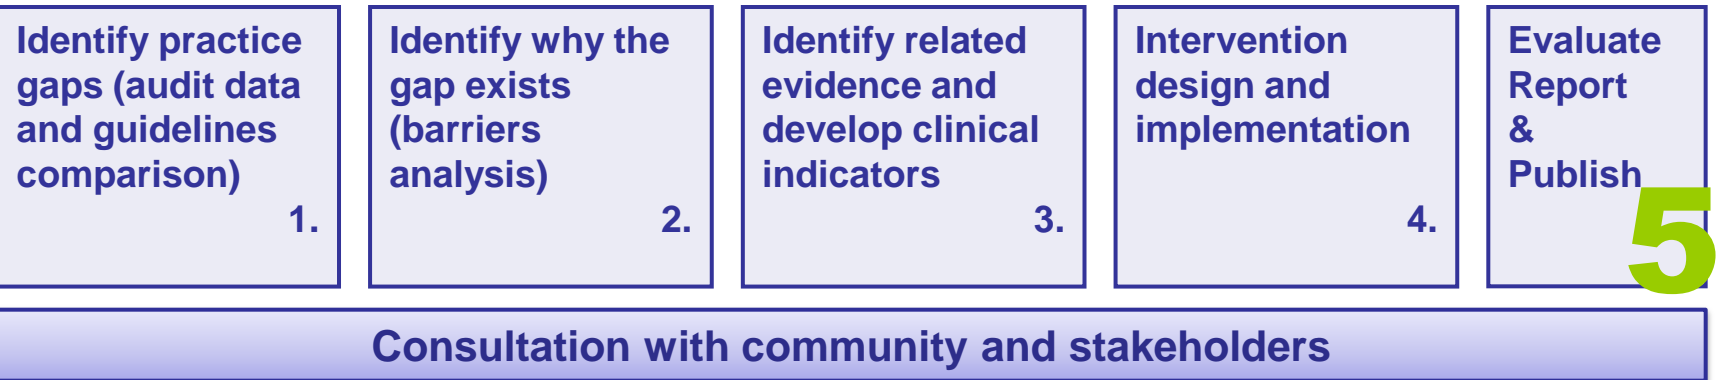 Identify practice
gaps (audit data
and guidelines
comparison)
1.
Identify why the
gap exists
(barriers
analysis)
2.
Identify related
evidence and
develop clinical
indicators
3.
Intervention
design and
implementation
4.
Evaluate
Report
&
Publish
5
Consultation with community and stakeholders